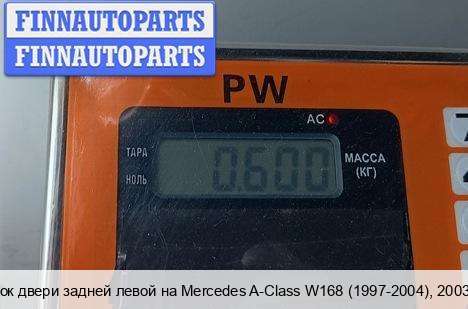 FINNAUTOPARTS
FINNAUTOPARTS
PW
AC
ТАРА
НОЛЬ
0.600
МАССА
(КГ)
ок двери задней левой на Mercedes A-Class W168 (1997-2004), 2003